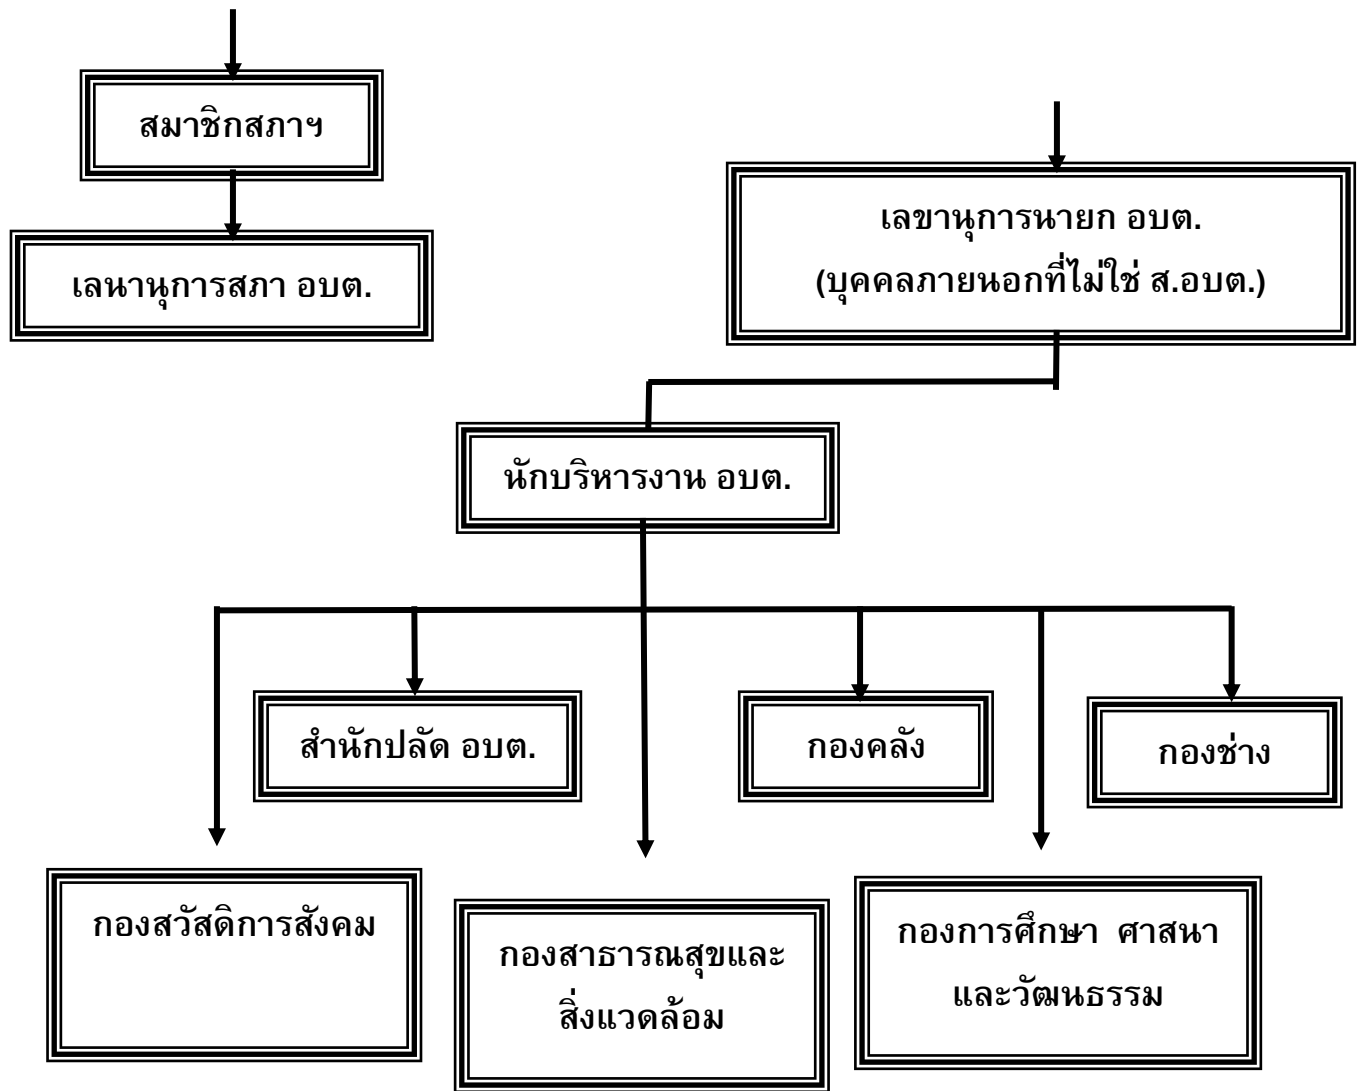 สมาชิกสภาฯ
เลนานุการสภา อบต.
เลขานุการนายก อบต.
(บุคคลภายนอกที่ไม่ใช่ ส.อบต.)
นักบริหารงาน อบต.
สำนักปลัด อบต.
กองคลัง
กองช่าง
กองสวัสดิการสังคม
กองสาธารณสุขและ
สิ่งแวดล้อม
กองการศึกษา ศาสนา
และวัฒนธรรม